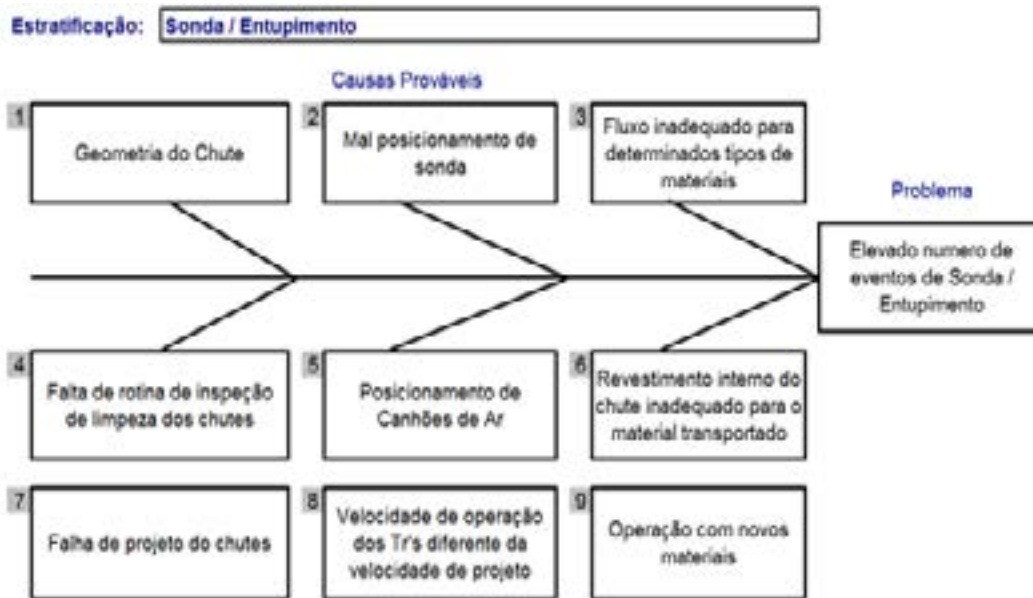 Estratificação: Sonda / Entupimento
Causas Prováveis
1
Geometria do Chute
2
Mal posicionamento de
sonda
3
Fluxo inadequado para
determinados tipos de
materiais
Problema
Elevado numero de
eventos de Sonda /
Entupimento
4
Falta de rotina de inspeção
de limpeza dos chutes
5
Posicionamento de
Canhões de Ar
6
Revestimento interno do
chute inadequado para o
material transportado
7
Falha de projeto do chutes
8
Velocidade de operação
dos Tr's diferente da
velocidade de projeto
9
Operação com novos
materiais